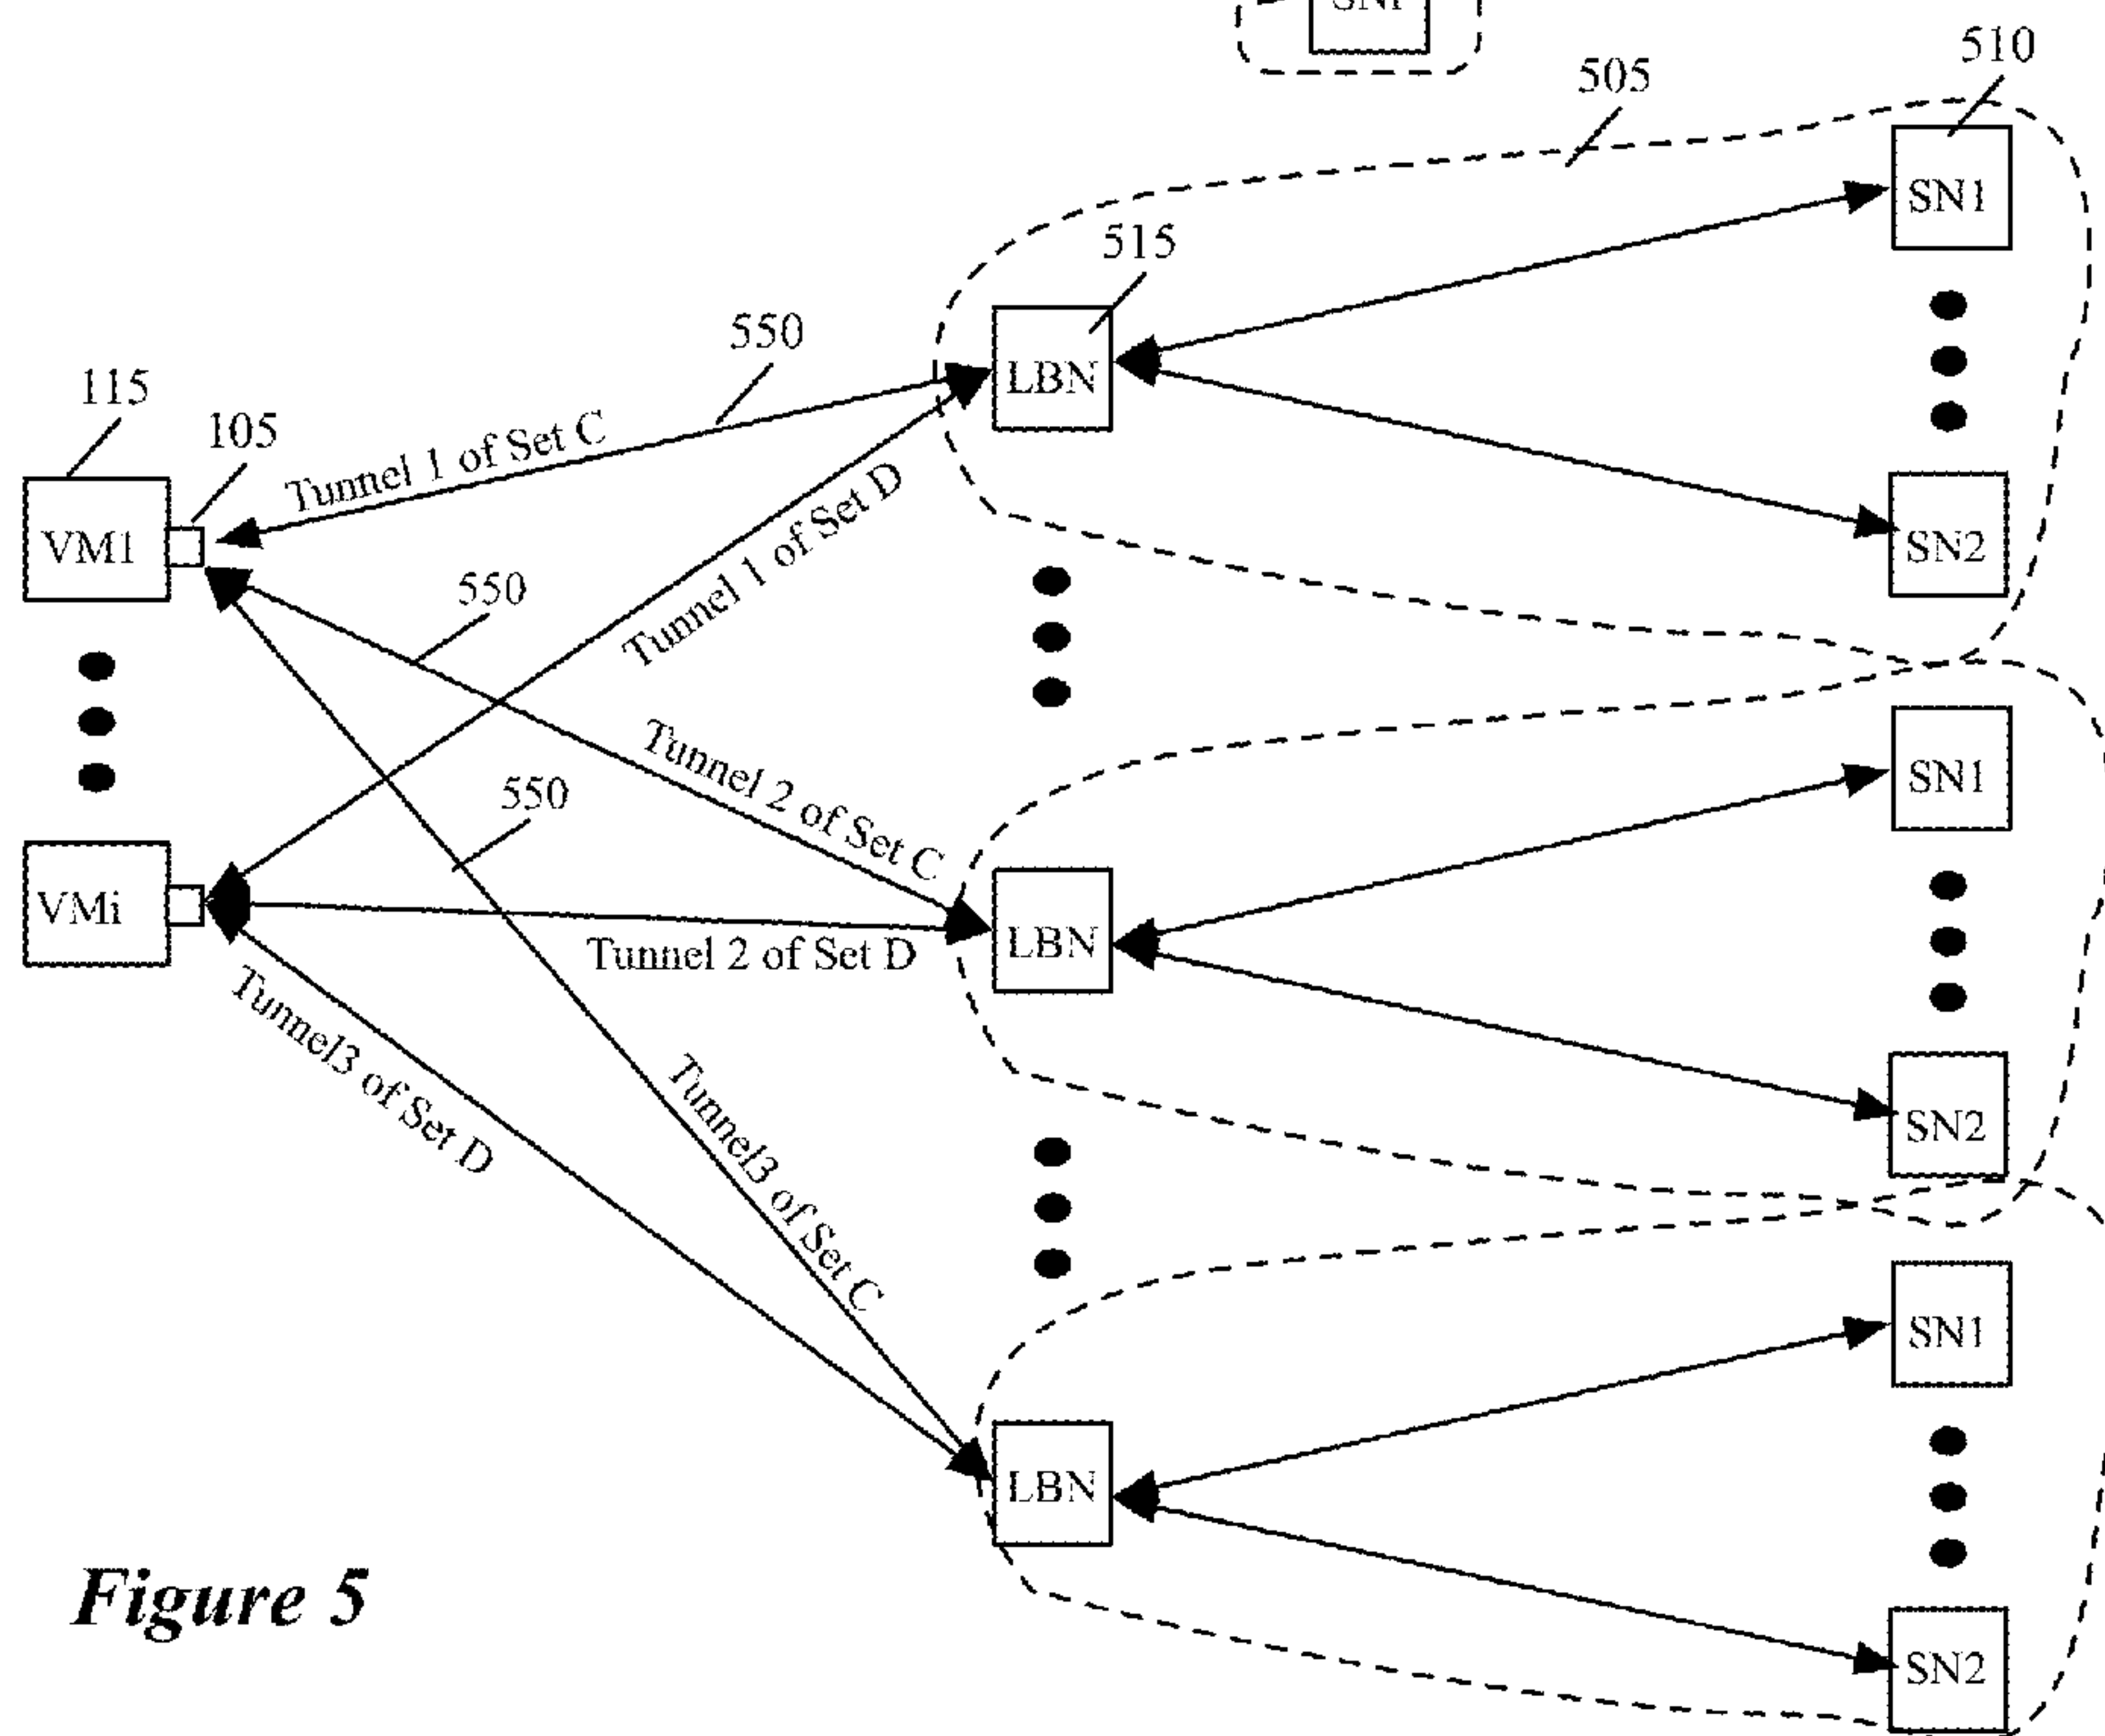 SNi
510
505
SN1
515
550
LBN
115
105
Tunnel 1 of Set C
Tunnel 1 of Set D
VM1
SN2
550
SN1
Tunnel 2 of Set C
550
VMi
LBN
Tunnel 2 of Set D
Tunnel3 of Set D
Tunnel3 of Set C
SN2
SN1
LBN
Figure 5
SN2